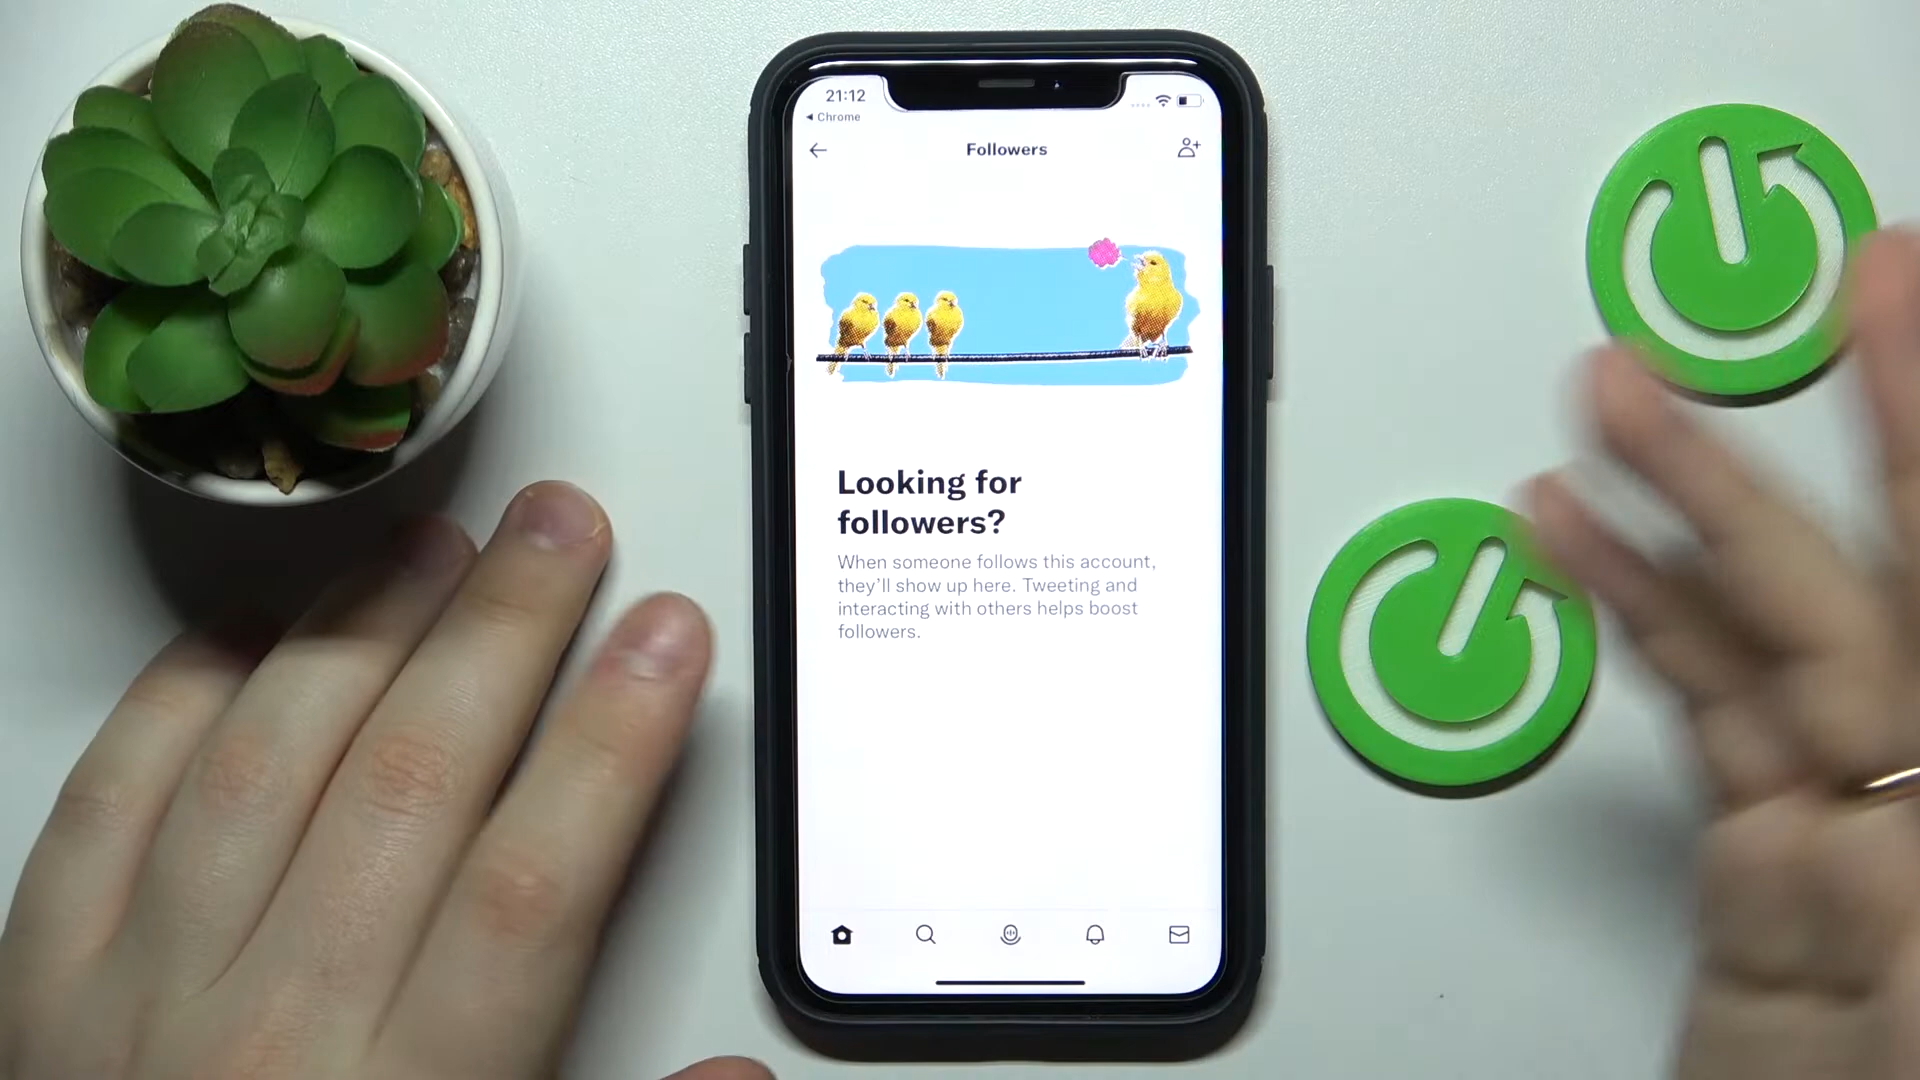 21:12
◂ Chrome
Followers
Looking for
followers?
When someone follows this account,
they'll show up here. Tweeting and
interacting with others helps boost
followers.